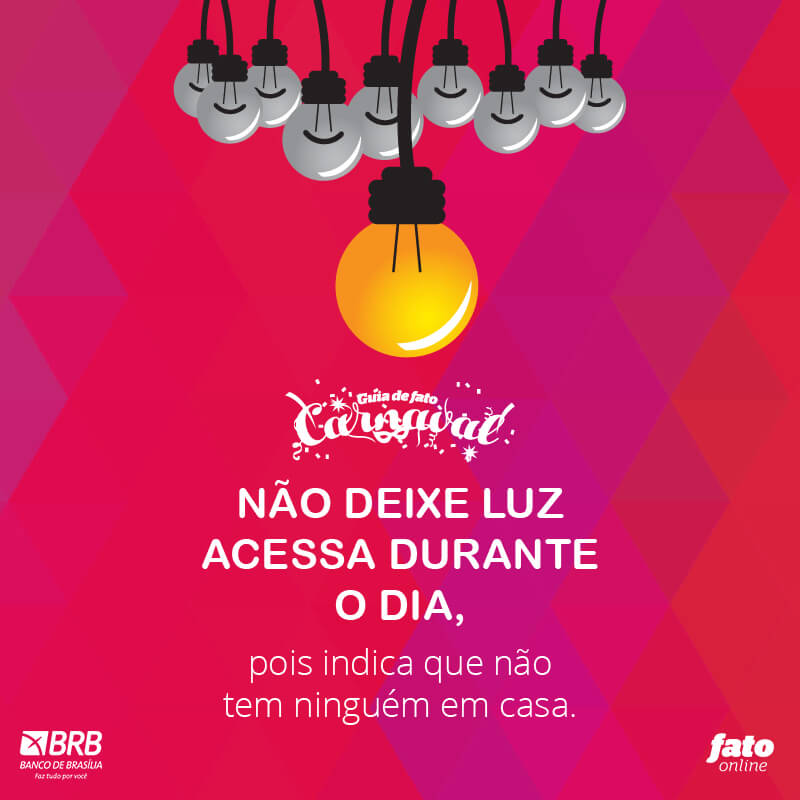 Guia de fato
Carnaval
NÃO DEIXE LUZ
ACESSA DURANTE
O DIA,
pois indica que não
tem ninguém em casa.
BRB
BANCO DE BRASÍLIA
Faz tudo por você
fato
online